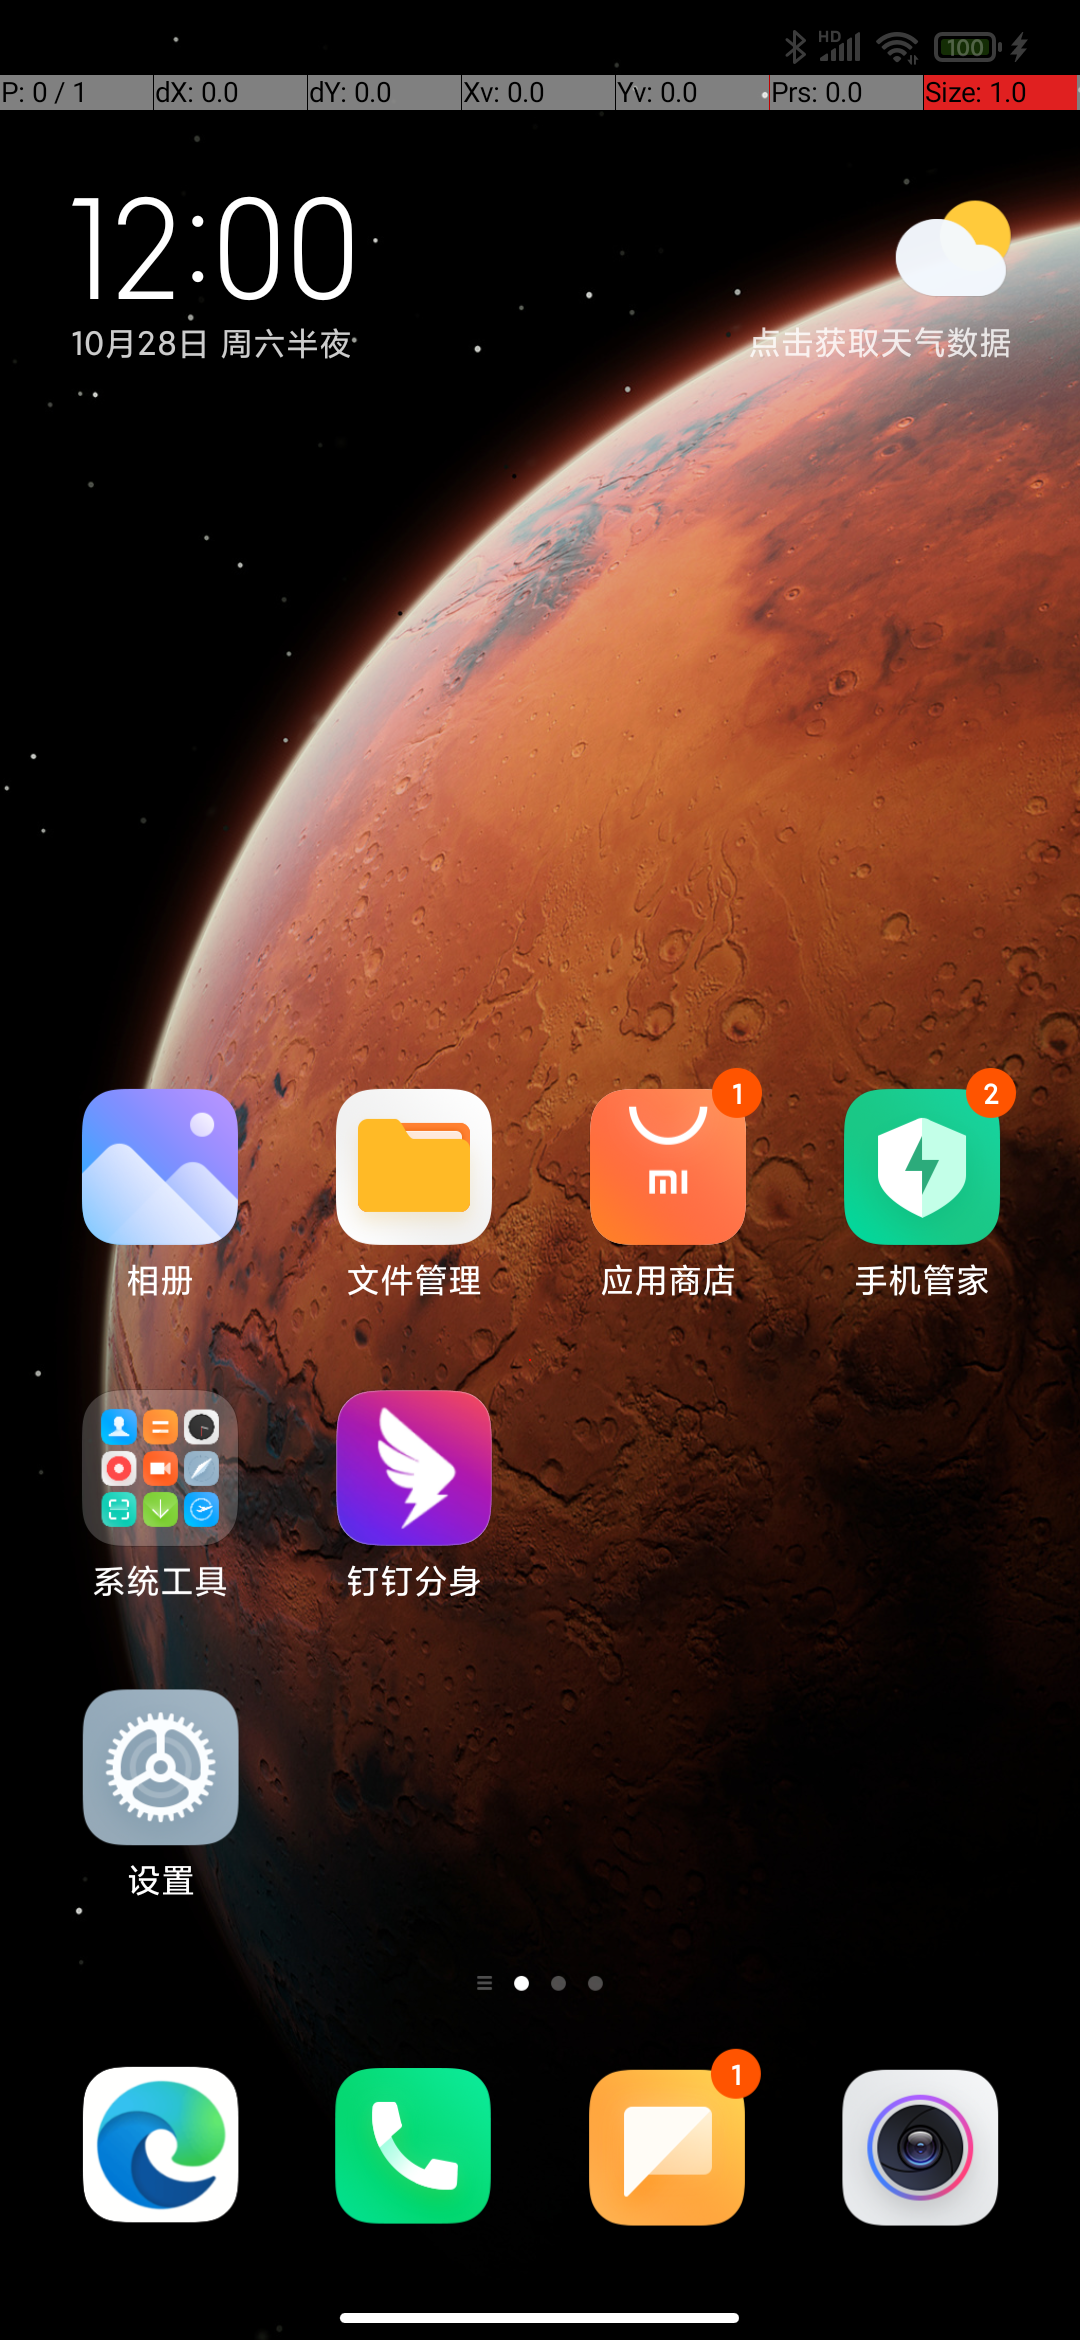 HD 100
P: 0 / 1 dX: 0.0 dY: 0.0 Xv: 0.0 Yv: 0.0 Prs: 0.0 Size: 1.0
12:00
10月28日 周六半夜
点击获取天气数据
1 2
mi
相册 文件管理 应用商店 手机管家
系统工具 钉钉分身
设置
1